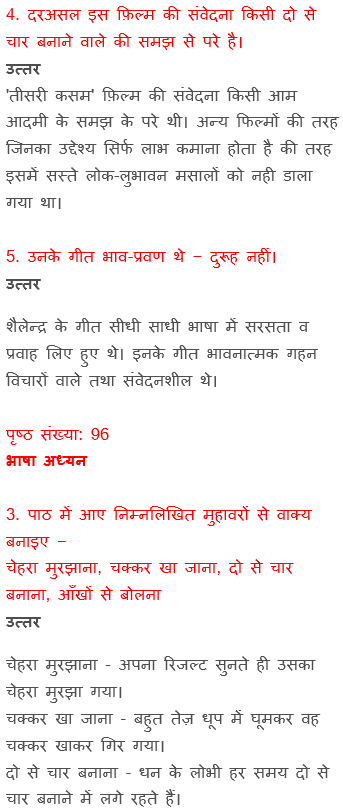 4. दरअसल इस फ़िल्म की संवेदना किसी दो से
चार बनाने वाले की समझ से परे है।
उत्तर
'तीसरी कसम' फ़िल्म की संवेदना किसी आम
आदमी के समझ के परे थी। अन्य फिल्मों की तरह
जिनका उद्देश्य सिर्फ लाभ कमाना होता है की तरह
इसमें सस्ते लोक-लुभावन मसालों को नही डाला
गया था।
5. उनके गीत भाव-प्रवण थे – दुरूह नहीं।
उत्तर
शैलेन्द्र के गीत सीधी साधी भाषा में सरसता व
प्रवाह लिए हुए थे। इनके गीत भावनात्मक गहन
विचारों वाले तथा संवेदनशील थे।
पृष्ठ संख्या: 96
भाषा अध्यन
3. पाठ में आए निम्नलिखित मुहावरों से वाक्य
बनाइए –
चेहरा मुरझाना, चक्कर खा जाना, दो से चार
बनाना, आँखों से बोलना
उत्तर
चेहरा मुरझाना - अपना रिजल्ट सुनते ही उसका
चेहरा मुरझा गया।
चक्कर खा जाना - बहुत तेज़ धूप में घूमकर वह
चक्कर खाकर गिर गया।
दो से चार बनाना - धन के लोभी हर समय दो से
चार बनाने में लगे रहते हैं।